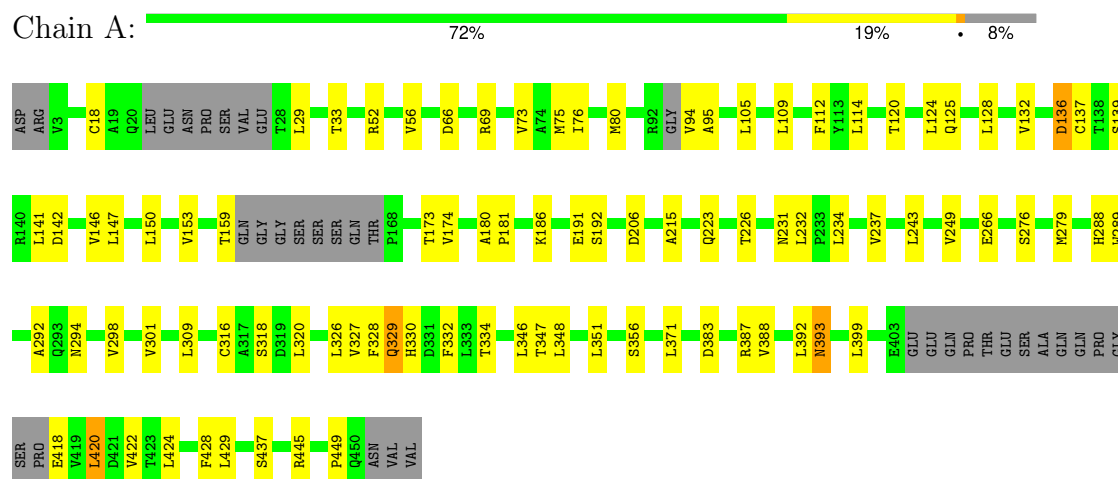 Chain A:
72% 19% • 8%
ASP ARG V3 C18 A19 Q20 LEU GLU ASN PRO SER VAL GLU T28 L29 T33 R52 V56 D66 R69 V73 A74 M75 I76 M80 R92 GLY V94 A95 L105 L109 F112 Y113 L114 T120 L124 Q125 L128 V132 D136 C137 T138 S139
R140 L141 D142 V146 L147 L150 V153 T159 GLN GLY GLY SER SER SER GLN THR P168 T173 V174 A180 P181 K186 E191 S192 D206 A215 Q223 T226 N231 L232 P233 L234 V237 L243 V249 E266 S276 M279 H288 H289
A292 Q293 N294 V298 V301 L309 C316 A317 S318 D319 L320 L326 V327 F328 Q329 H330 D331 F332 L333 T334 L346 T347 L348 L351 S356 L371 D383 R387 V388 L392 N393 L399 E403 GLU GLU GLN PRO THR GLU SER ALA GLN GLN PRO GLY
SER PRO E418 V419 L420 D421 V422 T423 L424 F428 L429 S437 R445 P449 Q450 ASN VAL VAL